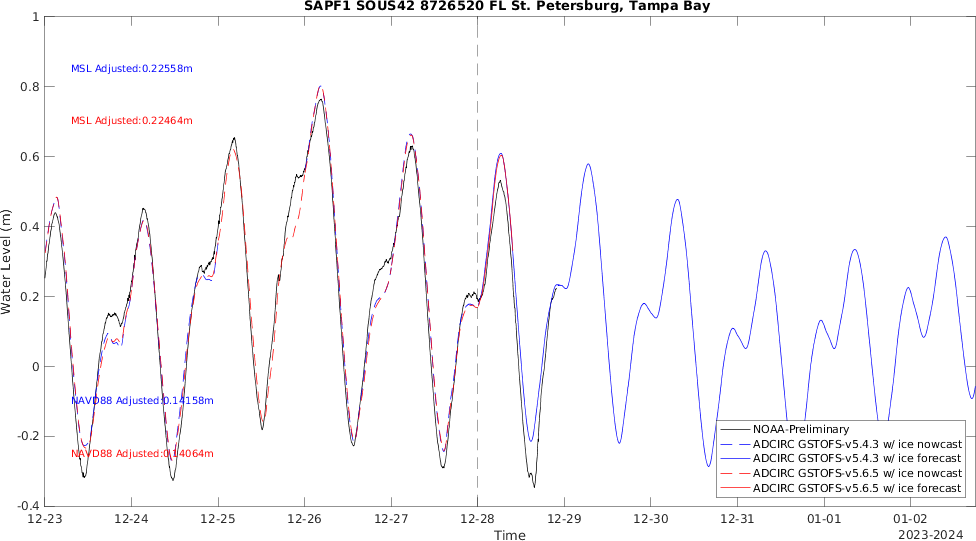 SAPF1 SOUS42 8726520 FL St. Petersburg, Tampa Bay
1
0.8
0.6
0.4
0.2
0
-0.2
-0.4
Water Level (m)
MSL Adjusted:0.22558m
MSL Adjusted:0.22464m
NAVD88 Adjusted:0.14158m
NAVD88 Adjusted:0.14064m
NOAA-Preliminary
ADCIRC GSTOFS-v5.4.3 w/ ice nowcast
ADCIRC GSTOFS-v5.4.3 w/ ice forecast
ADCIRC GSTOFS-v5.6.5 w/ ice nowcast
ADCIRC GSTOFS-v5.6.5 w/ ice forecast
12-23 12-24 12-25 12-26 12-27 12-28 12-29 12-30 12-31 01-01 01-02
Time
2023-2024